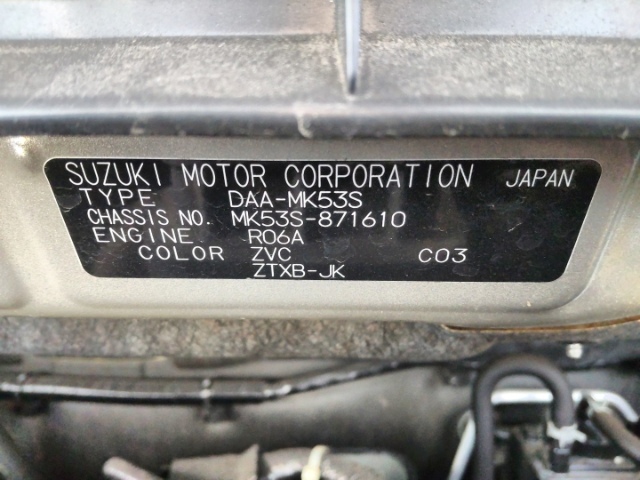 SUZUKI MOTOR CORPORATION JAPAN
TYPE DAA-MK53S
CHASSIS NO. MK53S-871610
ENGINE R06A
COLOR ZVC C03
ZTXB-JK